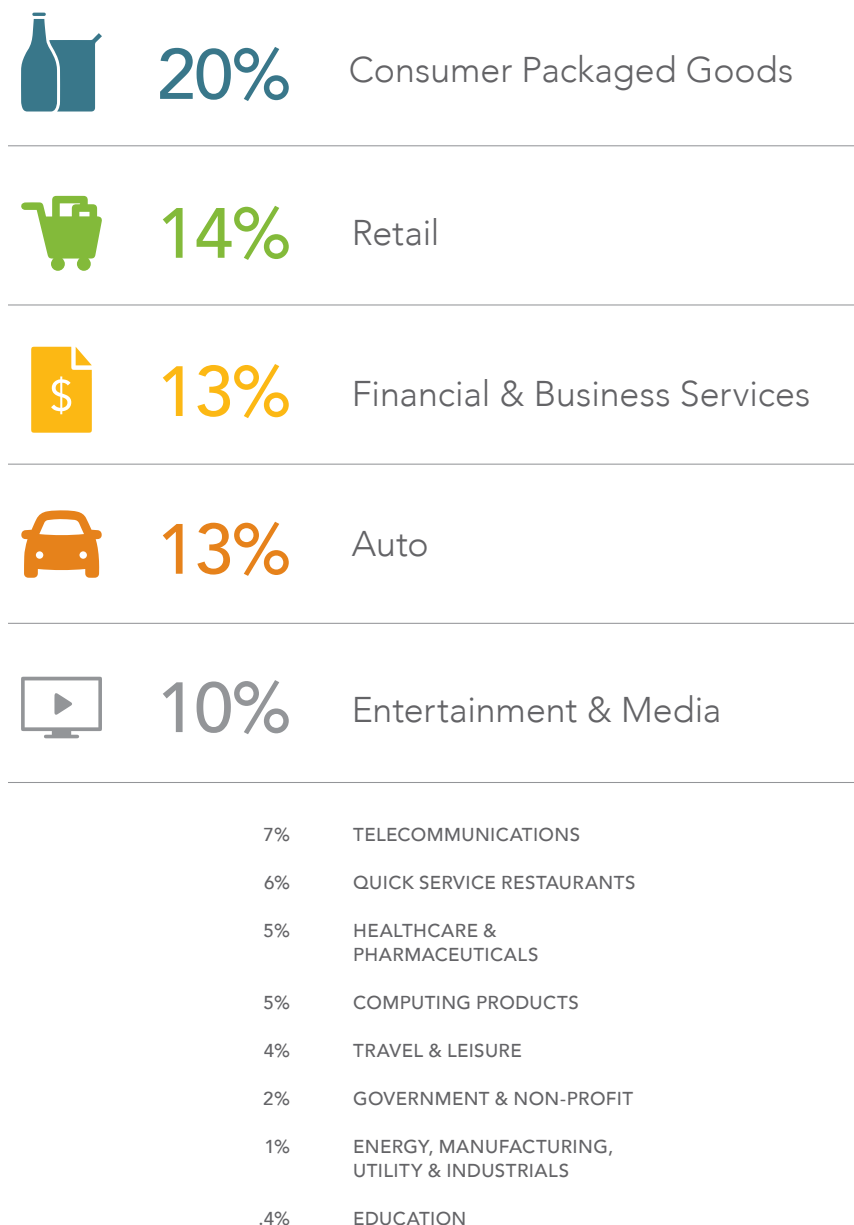 20% Consumer Packaged Goods
14% Retail
$
13% Financial & Business Services
13% Auto
10% Entertainment & Media
7% TELECOMMUNICATIONS
6% QUICK SERVICE RESTAURANTS
5% HEALTHCARE &
PHARMACEUTICALS
5% COMPUTING PRODUCTS
4% TRAVEL & LEISURE
2% GOVERNMENT & NON-PROFIT
1% ENERGY, MANUFACTURING,
UTILITY & INDUSTRIALS
.4% EDUCATION